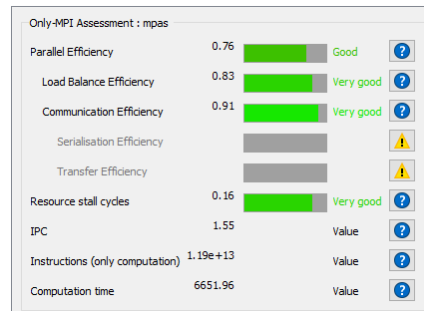 Only-MPI Assessment : mpas
Parallel Efficiency 0.76 Good ?
Load Balance Efficiency 0.83 Very good ?
Communication Efficiency 0.91 Very good ?
Serialisation Efficiency !
Transfer Efficiency !
Resource stall cycles 0.16 Very good ?
IPC 1.55 Value ?
Instructions (only computation) 1.19e+13 Value ?
Computation time 6651.96 Value ?